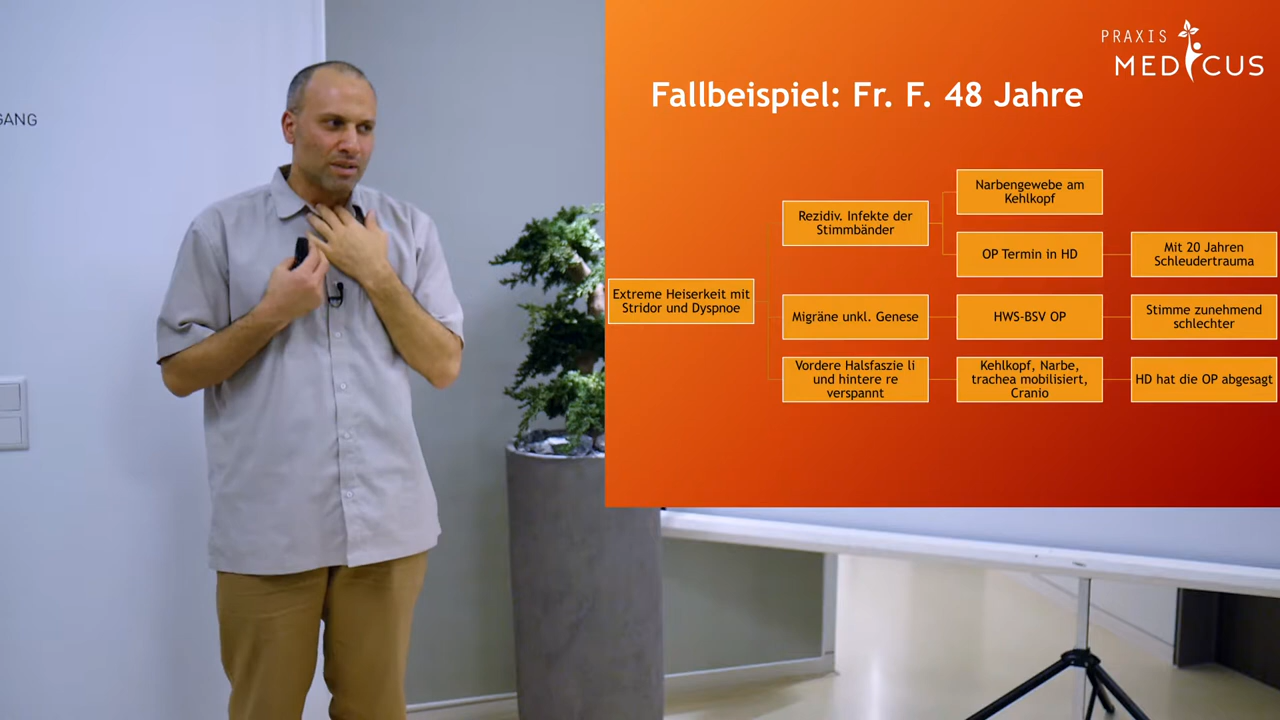 GANG
PRAXIS
MEDICUS
Fallbeispiel: Fr. F. 48 Jahre
Extreme Heiserkeit mit
Stridor und Dyspnoe
Rezidiv. Infekte der
Stimmbänder
Narbengewebe am
Kehlkopf
OP Termin in HD
Mit 20 Jahren
Schleudertrauma
Migräne unkl. Genese
HWS-BSV OP
Stimme zunehmend
schlechter
Vordere Halsfaszie li
und hintere re
verspannt
Kehlkopf, Narbe,
trachea mobilisiert,
Cranio
HD hat die OP abgesagt